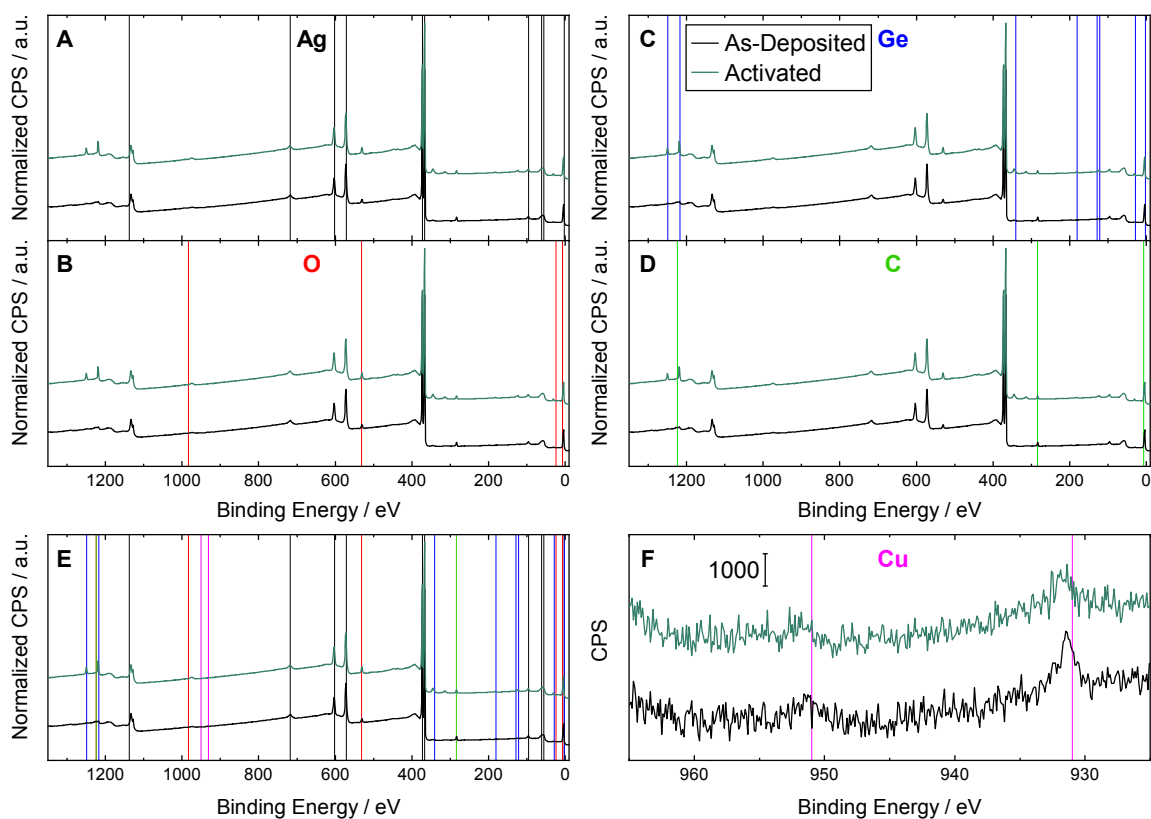 A Ag
Normalized CPS / a.u.
C Ge
As-Deposited
Activated
Normalized CPS / a.u.
B O
Normalized CPS / a.u.
1200 1000 800 600 400 200 0
Binding Energy / eV
D C
Normalized CPS / a.u.
1200 1000 800 600 400 200 0
Binding Energy / eV
E
Normalized CPS / a.u.
1200 1000 800 600 400 200 0
Binding Energy / eV
F Cu
1000
CPS
960 950 940 930
Binding Energy / eV